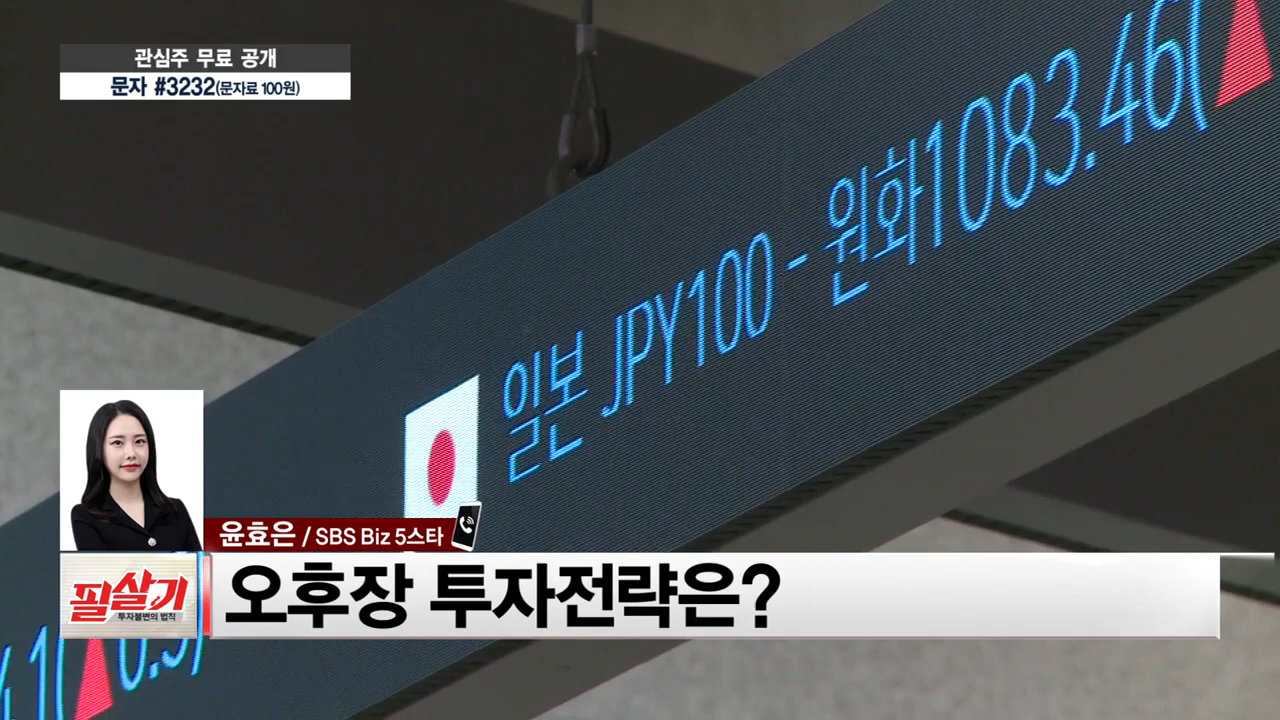 관심주 무료 공개
문자 #3232(문자료 100원)
일본 JPY100 - 원화1083.46(
윤효은 / SBS Biz 5스타
필살기
투자불변의 법칙
오후장 투자전략은?